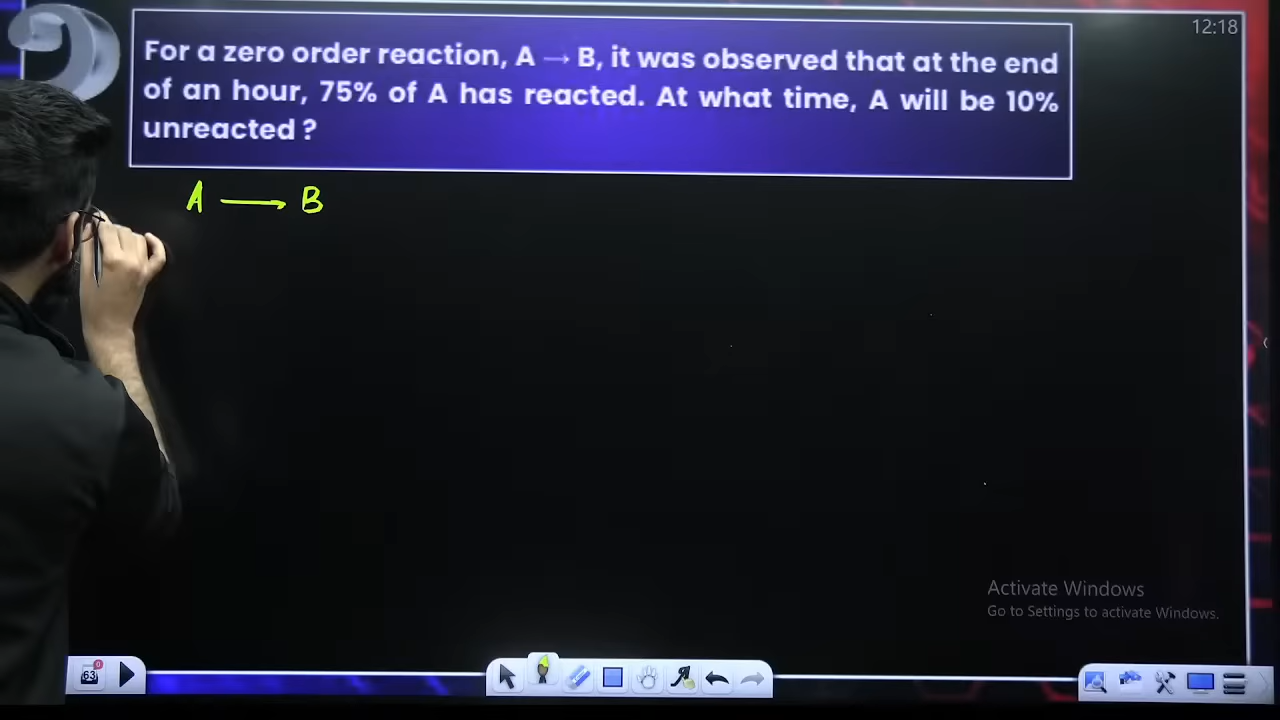 12:18
For a zero order reaction, A → B, it was observed that at the end
of an hour, 75% of A has reacted. At what time, A will be 10%
unreacted ?
A ⟶ B
Activate Windows
Go to Settings to activate Windows.
63
0